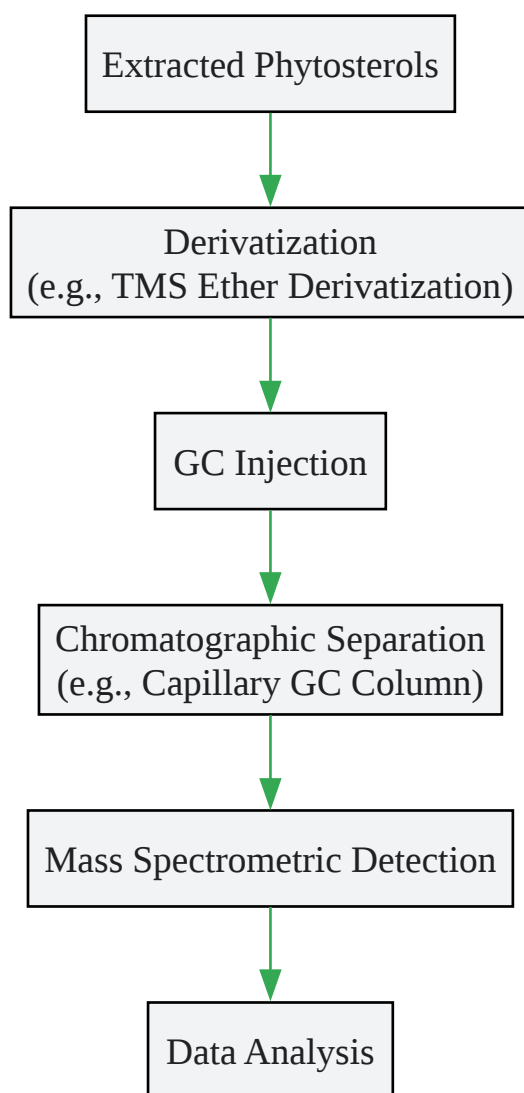 Extracted Phytosterols
Derivatization
(e.g., TMS Ether Derivatization)
GC Injection
Chromatographic Separation
(e.g., Capillary GC Column)
Mass Spectrometric Detection
Data Analysis